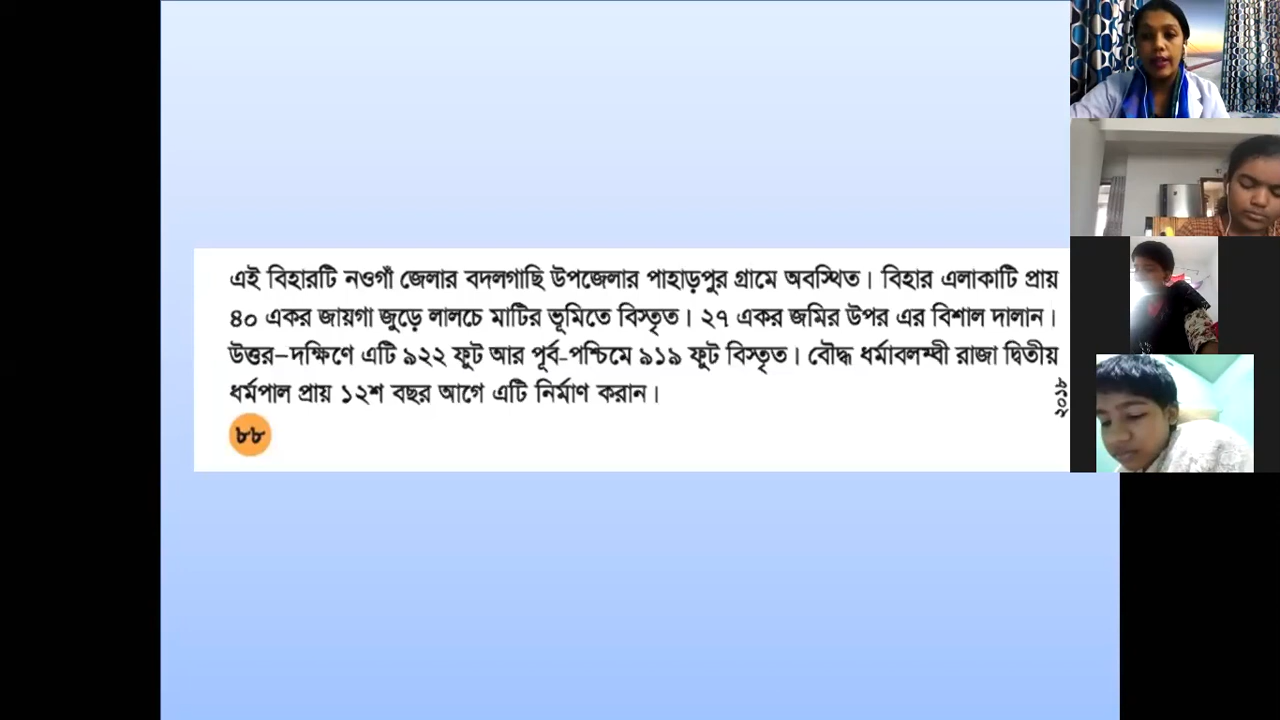 এই বিহারটি নওগাঁ জেলার বদলগাছি উপজেলার পাহাড়পুর গ্রামে অবস্থিত। বিহার এলাকাটি প্রায়
৪০ একর জায়গা জুড়ে লালচে মাটির ভূমিতে বিস্তৃত। ২৭ একর জমির উপর এর বিশাল দালান।
উত্তর-দক্ষিণে এটি ৯২২ ফুট আর পূর্ব-পশ্চিমে ৯১৯ ফুট বিস্তৃত। বৌদ্ধ ধর্মাবলম্বী রাজা দ্বিতীয়
ধর্মপাল প্রায় ১২শ বছর আগে এটি নির্মাণ করান।
২০১৮
৮৮